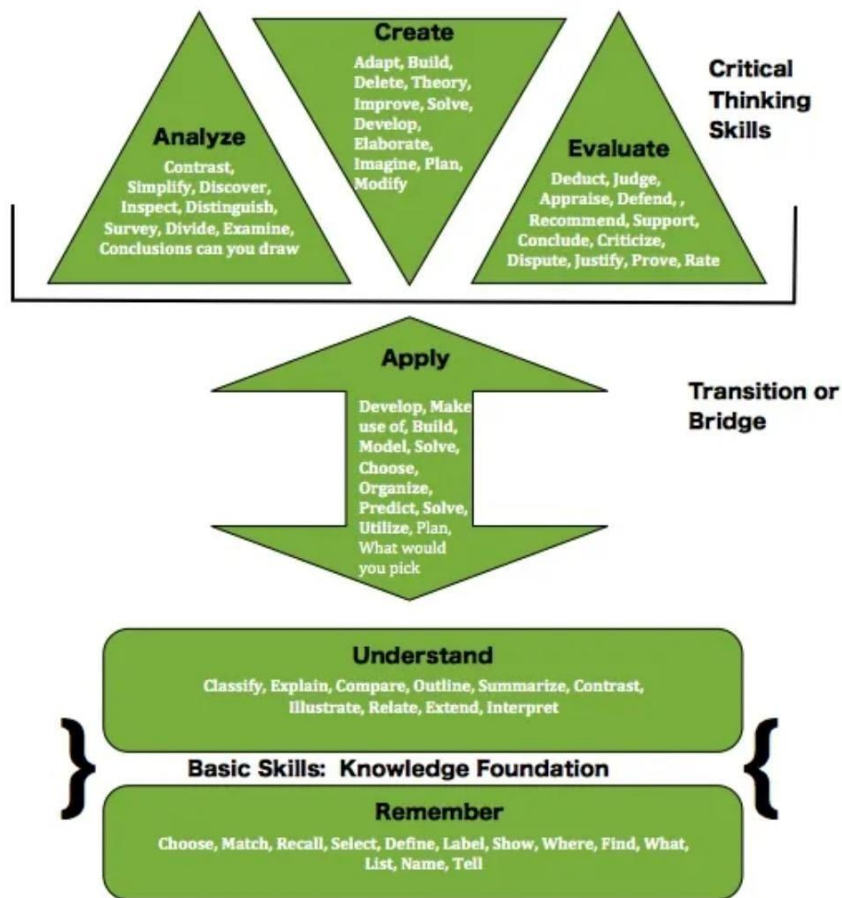 Create
Adapt, Build,
Delete, Theory,
Improve, Solve,
Develop,
Elaborate,
Imagine, Plan,
Modify
Analyze
Contrast,
Simplify, Discover,
Inspect, Distinguish,
Survey, Divide, Examine,
Conclusions can you draw
Evaluate
Deduct, Judge,
Appraise, Defend, ,
Recommend, Support,
Conclude, Criticize,
Dispute, Justify, Prove, Rate
Critical
Thinking
Skills
Apply
Develop, Make
use of, Build,
Model, Solve,
Choose,
Organize,
Predict, Solve,
Utilize, Plan,
What would
you pick
Transition or
Bridge
Understand
Classify, Explain, Compare, Outline, Summarize, Contrast,
Illustrate, Relate, Extend, Interpret
} Basic Skills: Knowledge Foundation {
Remember
Choose, Match, Recall, Select, Define, Label, Show, Where, Find, What,
List, Name, Tell